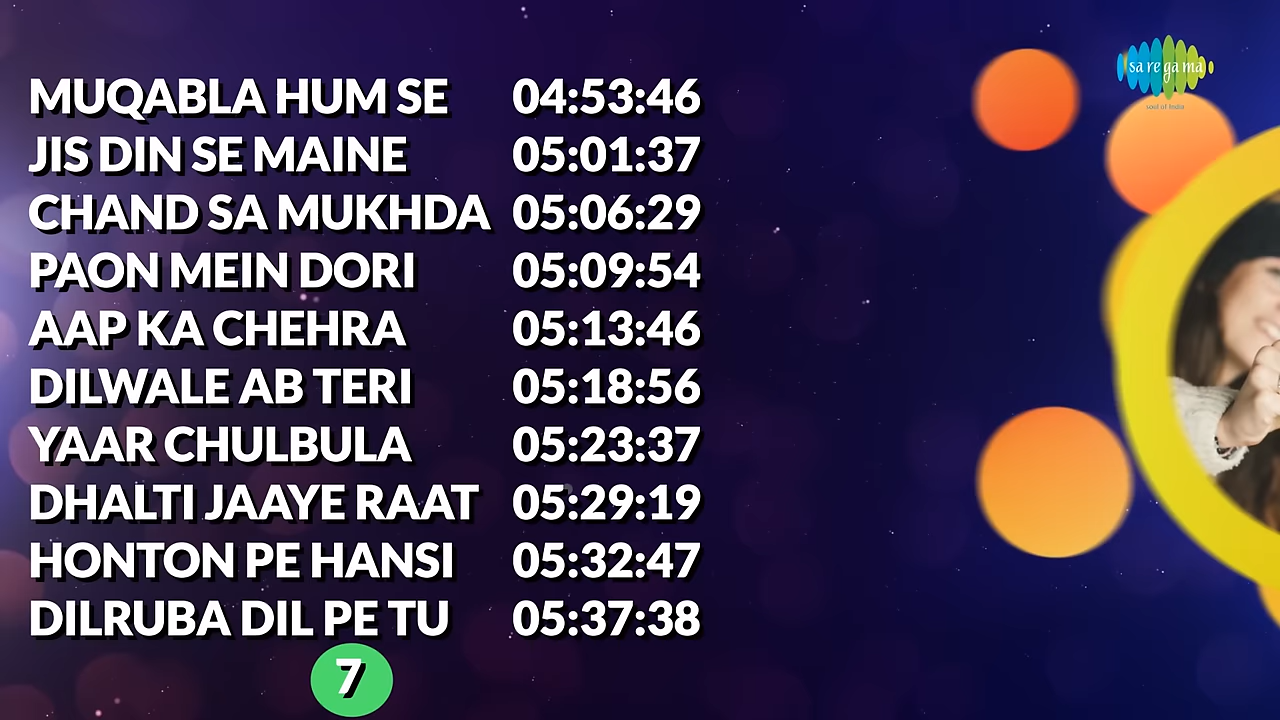 sa re ga ma
soul of India
MUQABLA HUM SE 04:53:46
JIS DIN SE MAINE 05:01:37
CHAND SA MUKHDA 05:06:29
PAON MEIN DORI 05:09:54
AAP KA CHEHRA 05:13:46
DILWALE AB TERI 05:18:56
YAAR CHULBULA 05:23:37
DHALTI JAAYE RAAT 05:29:19
HONTON PE HANSI 05:32:47
DILRUBA DIL PE TU 05:37:38
7